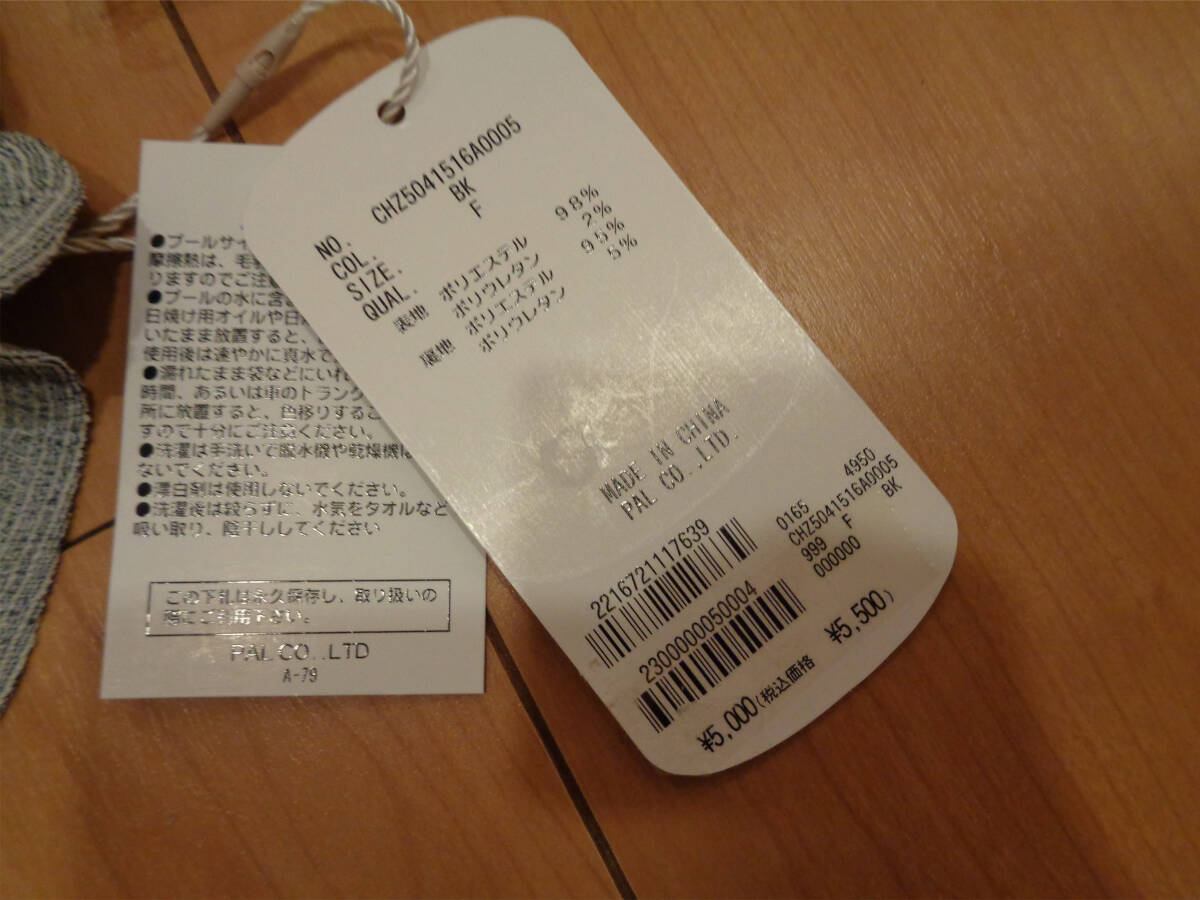 ●プールサイ
摩擦熱は、毛
りますのでご注意
●プールの水に含
日焼け用オイルや日
いたまま放置すると、
使用後は速やかに真水で
●濡れたまま袋などにいれ
時間、あるいは車のトランク
所に放置すると、色移りするこ
すので十分にご注意ください。
●洗濯は手洗いで脱水機や乾燥機は
ないでください。
●漂白剤は使用しないでください。
●洗濯後は絞らずに、水気をタオルなど
吸い取り、陰干ししてください
この下札は永久保存し、取り扱いの
際にご利用下さい。
PAL CO.,LTD
A-79
NO. CHZ5041516A0005
COL. BK
SIZE. F
QUAL.
表地 ポリエステル 98%
ポリウレタン 2%
裏地 ポリエステル 95%
ポリウレタン 5%
MADE IN CHINA
PAL CO.,LTD.
2216721117639
2300000050004
0165 4950
CHZ5041516A0005
999 F BK
000000
¥5,000(税込価格 ¥5,500)